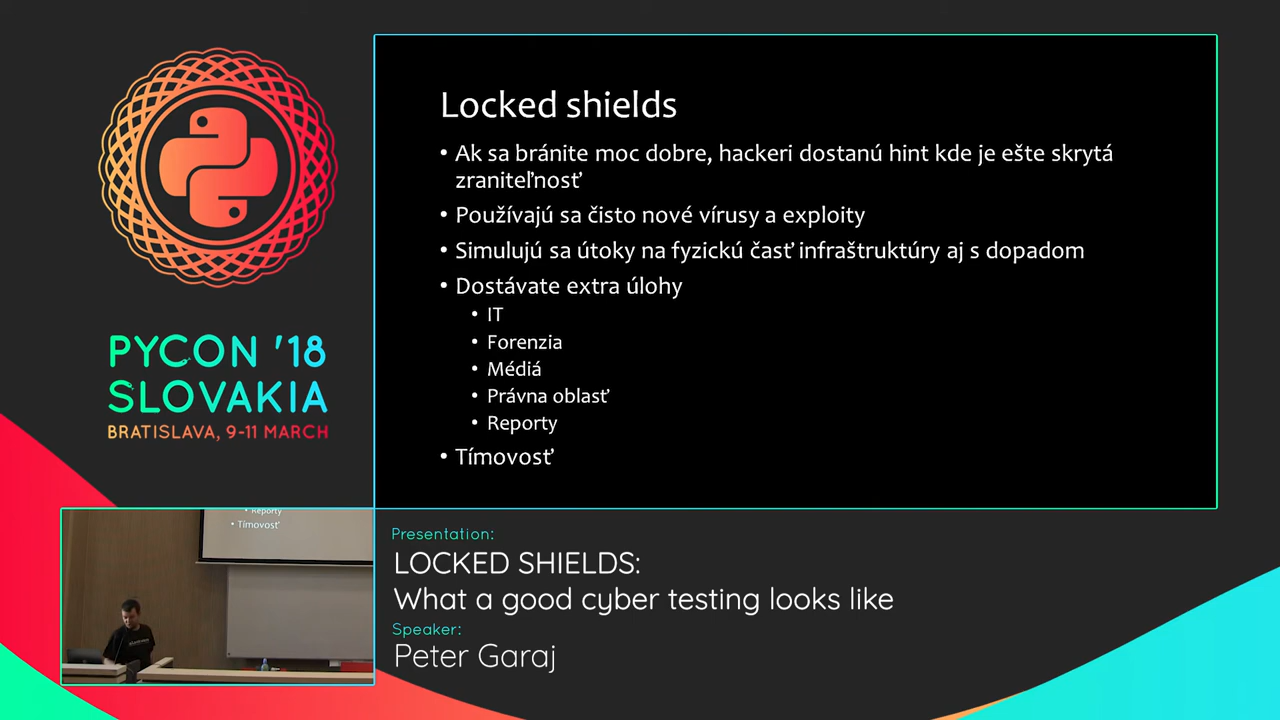 Locked shields
• Ak sa bránite moc dobre, hackeri dostanú hint kde je ešte skrytá
zraniteľnosť
• Používajú sa čisto nové vírusy a exploity
• Simulujú sa útoky na fyzickú časť infraštruktúry aj s dopadom
• Dostávate extra úlohy
• IT
• Forenzia
• Médiá
• Právna oblasť
• Reporty
• Tímovosť
PYCON '18
SLOVAKIA
BRATISLAVA, 9-11 MARCH
Reporty
• Tímovosť
Presentation:
LOCKED SHIELDS:
What a good cyber testing looks like
Speaker:
Peter Garaj